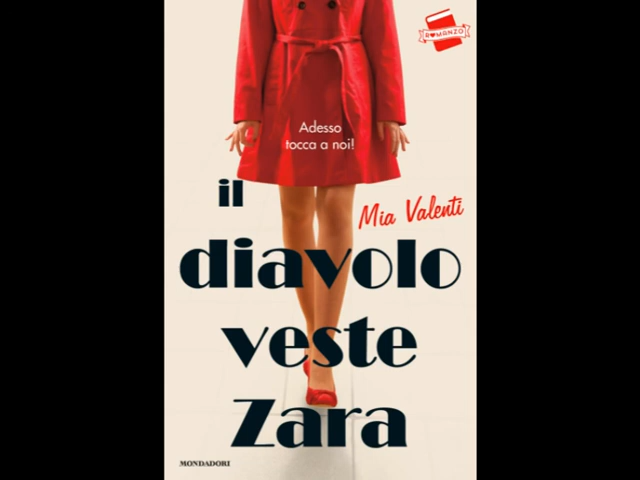 ROMANZO
Adesso
tocca a noi!
il
Mia Valenti
diavolo
veste
Zara
MONDADORI